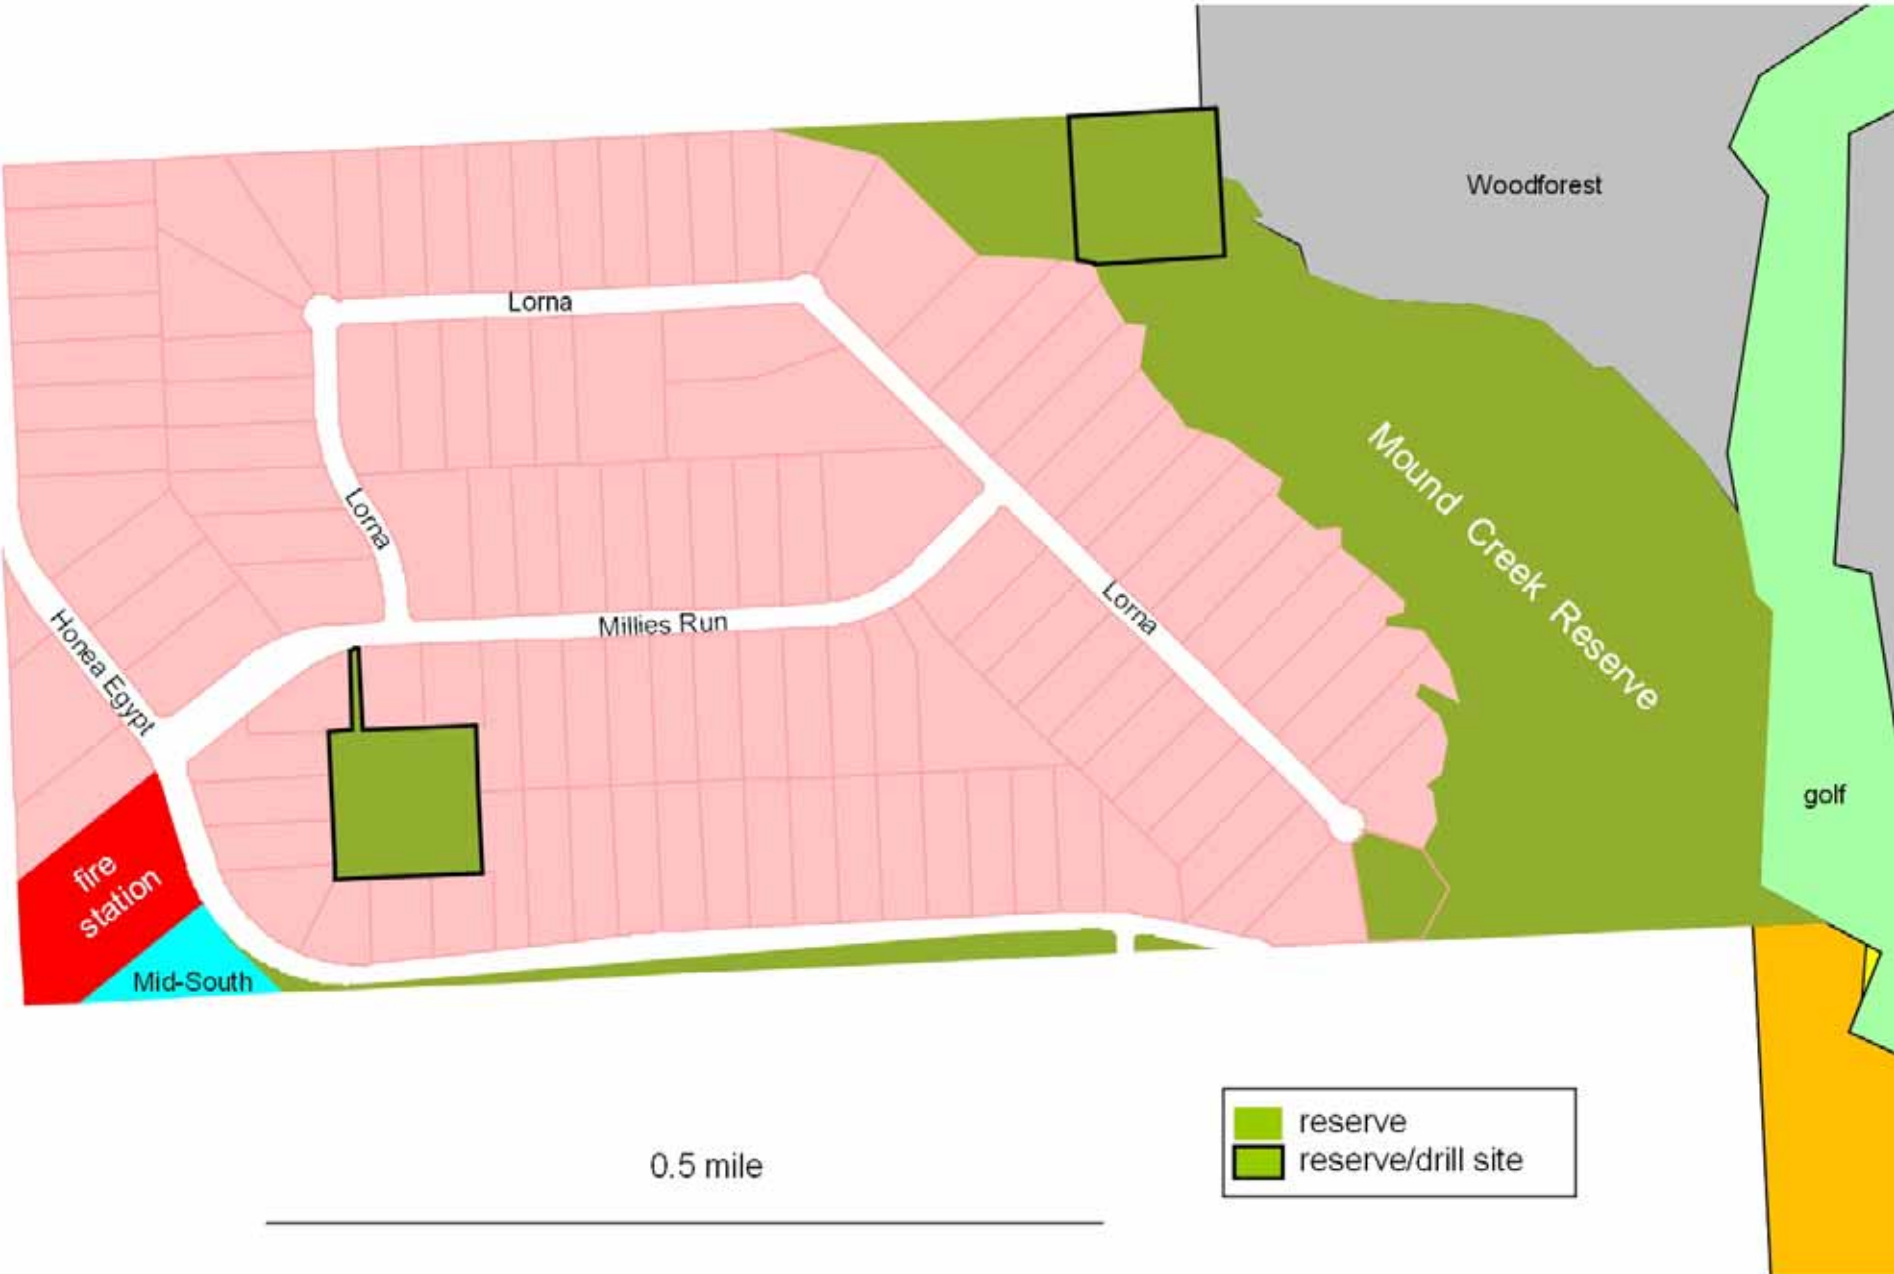 Woodforest
Lorna
Lorna
Mound Creek Reserve
Lorna
Millies Run
Honea Egypt
golf
fire
station
Mid-South
reserve
reserve/drill site
0.5 mile